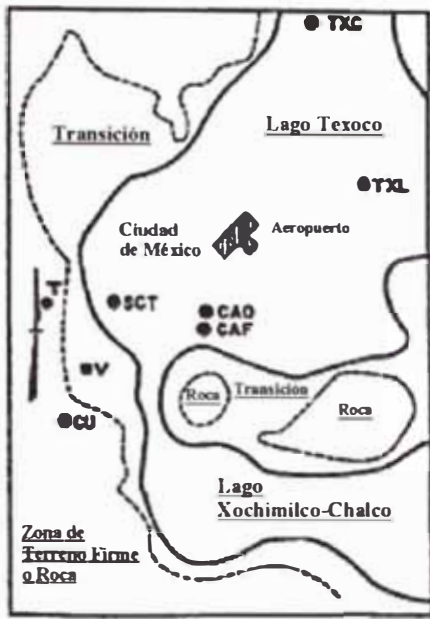 TXC
Transición
Lago Texoco
TXL
Ciudad
de México
Aeropuerto
T
SCT
CAO
CAF
V
Roca
Transición
Roca
CU
Lago
Xochimilco-Chalco
Zona de
Terreno Firme
o Roca